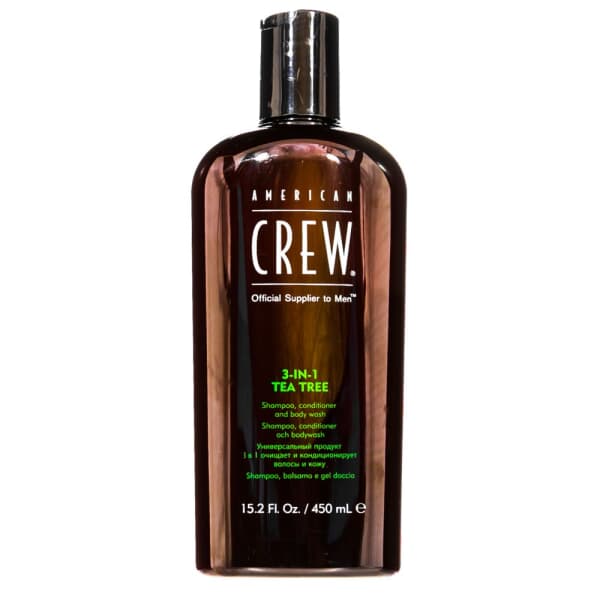 AMERICAN
CREW®
Official Supplier to Men™
3-IN-1
TEA TREE
Shampoo, conditioner
and body wash
Shampoo, conditioner
och bodywash
Универсальный продукт
3 в 1 очищает и кондиционирует
волосы и кожу
Shampoo, balsamo e gel doccia
15.2 Fl. Oz. / 450 mL ℮